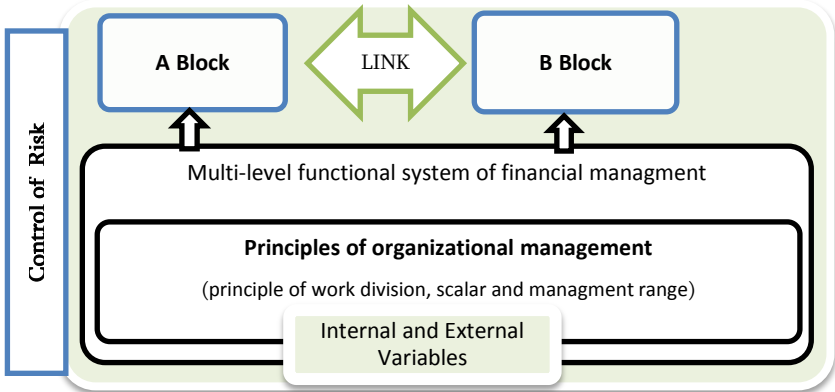 Control of Risk
A Block
LINK
B Block
Multi-level functional system of financial managment
Principles of organizational management
(principle of work division, scalar and managment range)
Internal and External
Variables